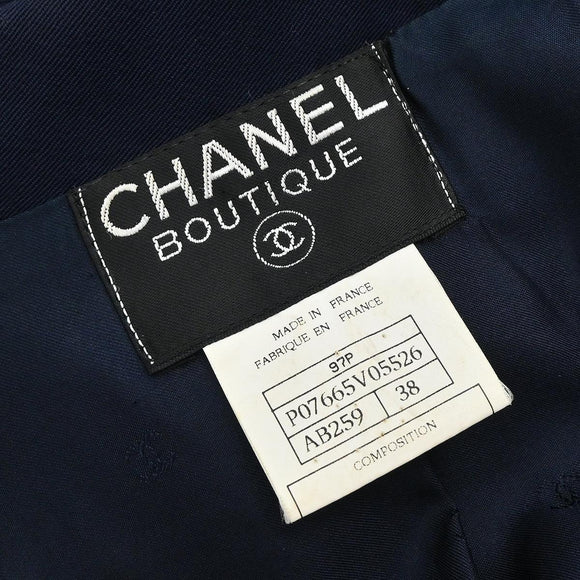 CHANEL
BOUTIQUE
MADE IN FRANCE
FABRIQUE EN FRANCE
97P
P07665V05526
AB259 38
COMPOSITION